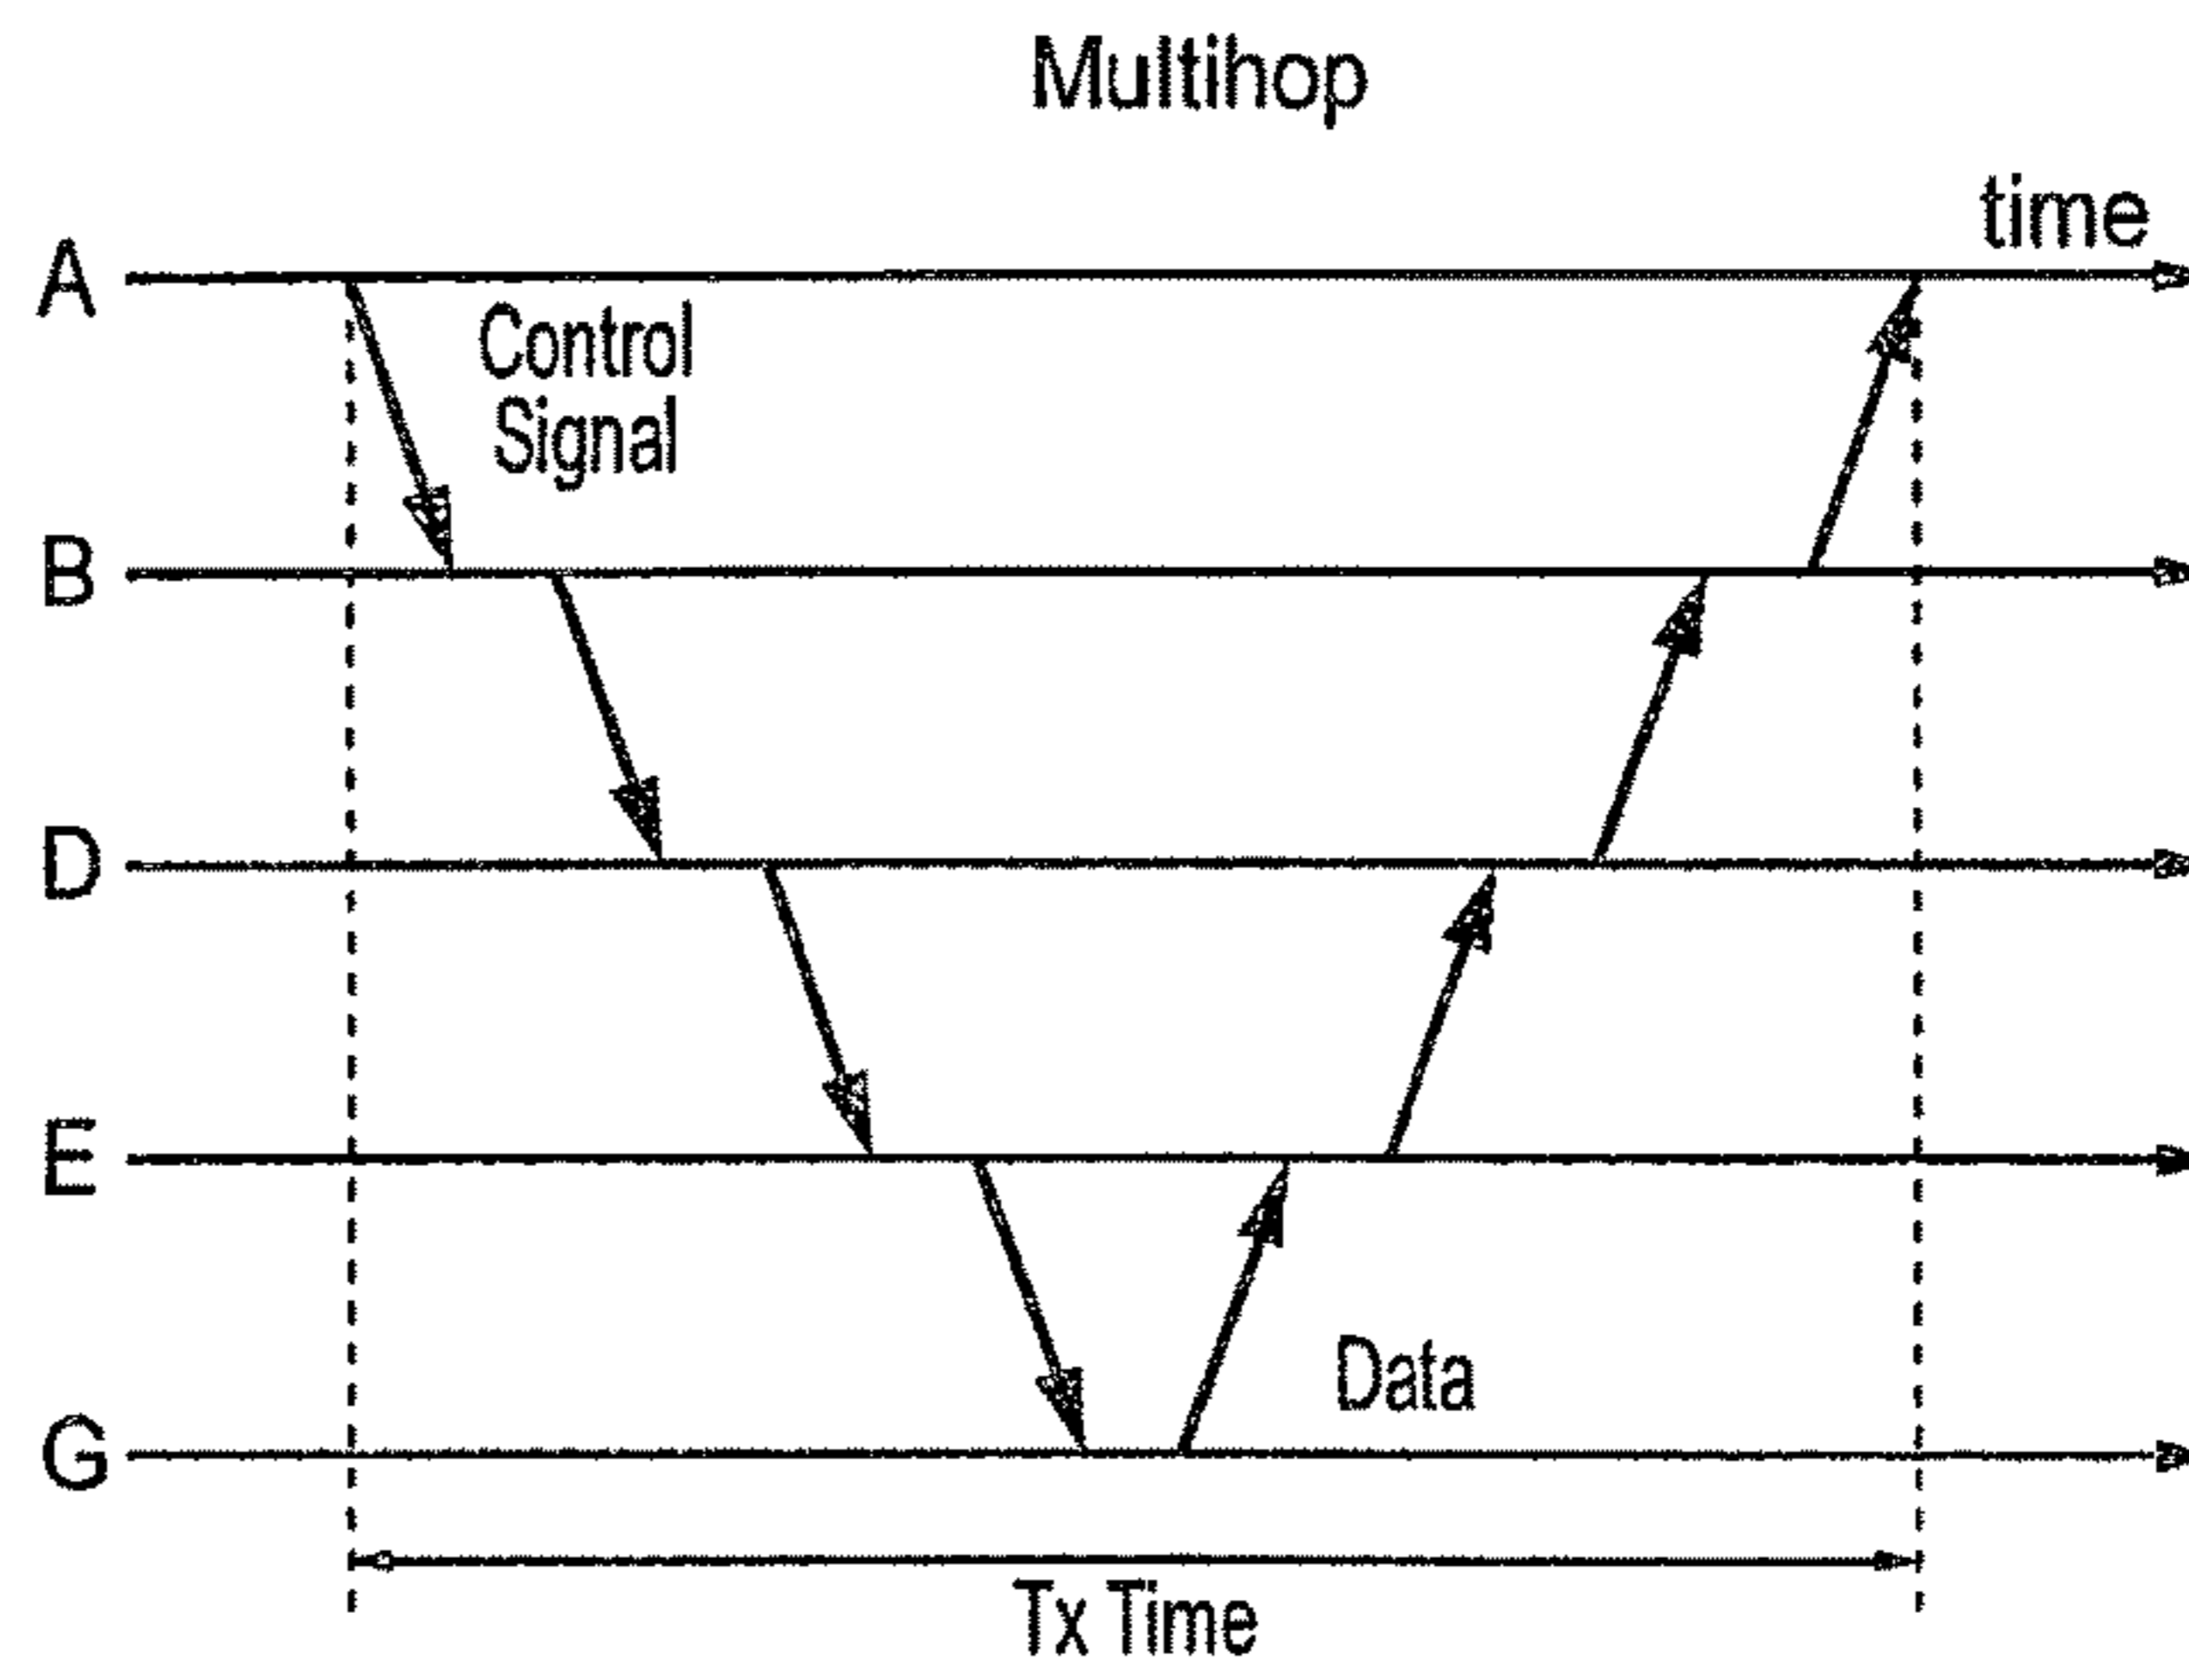 Multihop
time
A
Control
Signal
B
D
E
Data
G
Tx Time